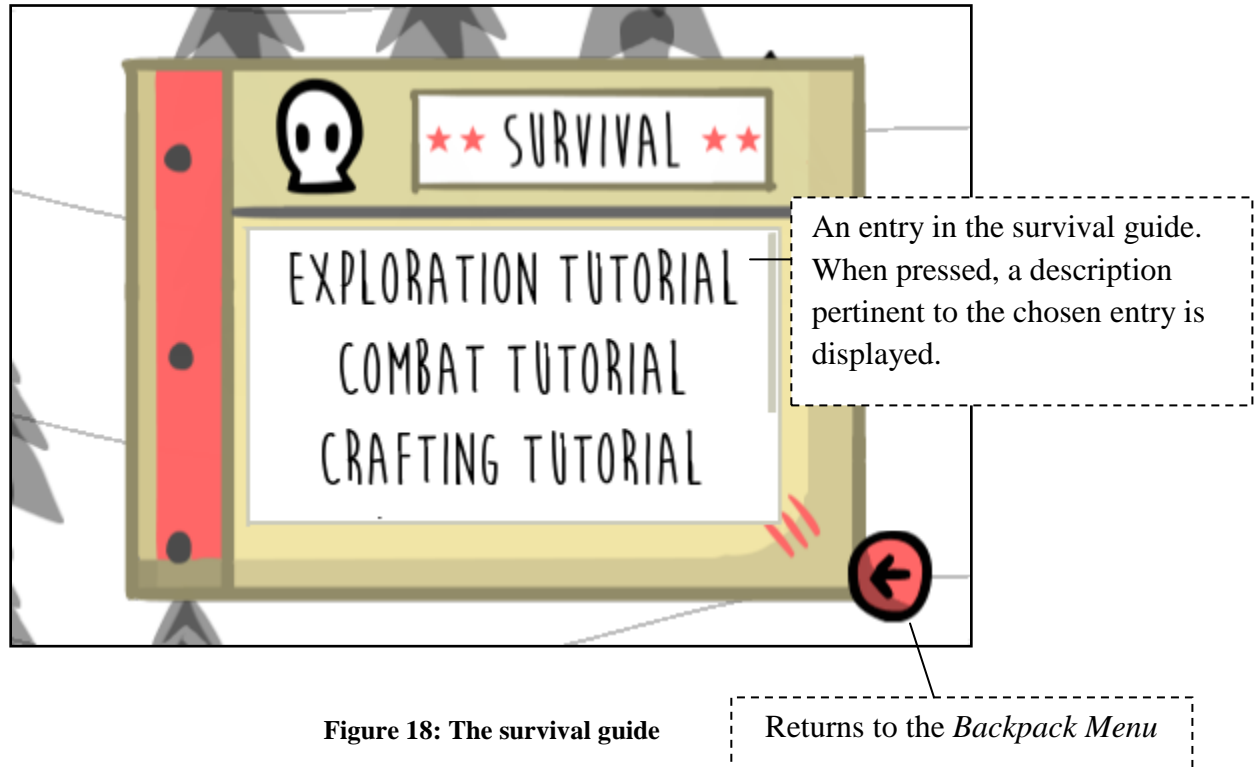 SURVIVAL
EXPLORATION TUTORIAL
COMBAT TUTORIAL
CRAFTING TUTORIAL
An entry in the survival guide.
When pressed, a description
pertinent to the chosen entry is
displayed.
Figure 18: The survival guide
Returns to the Backpack Menu